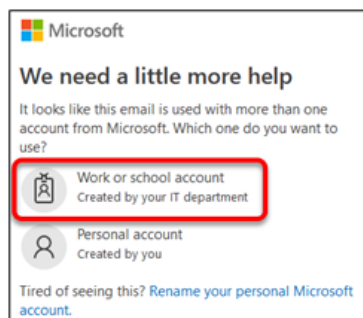 Microsoft
We need a little more help
It looks like this email is used with more than one
account from Microsoft. Which one do you want to
use?
Work or school account
Created by your IT department
Personal account
Created by you
Tired of seeing this? Rename your personal Microsoft
account.